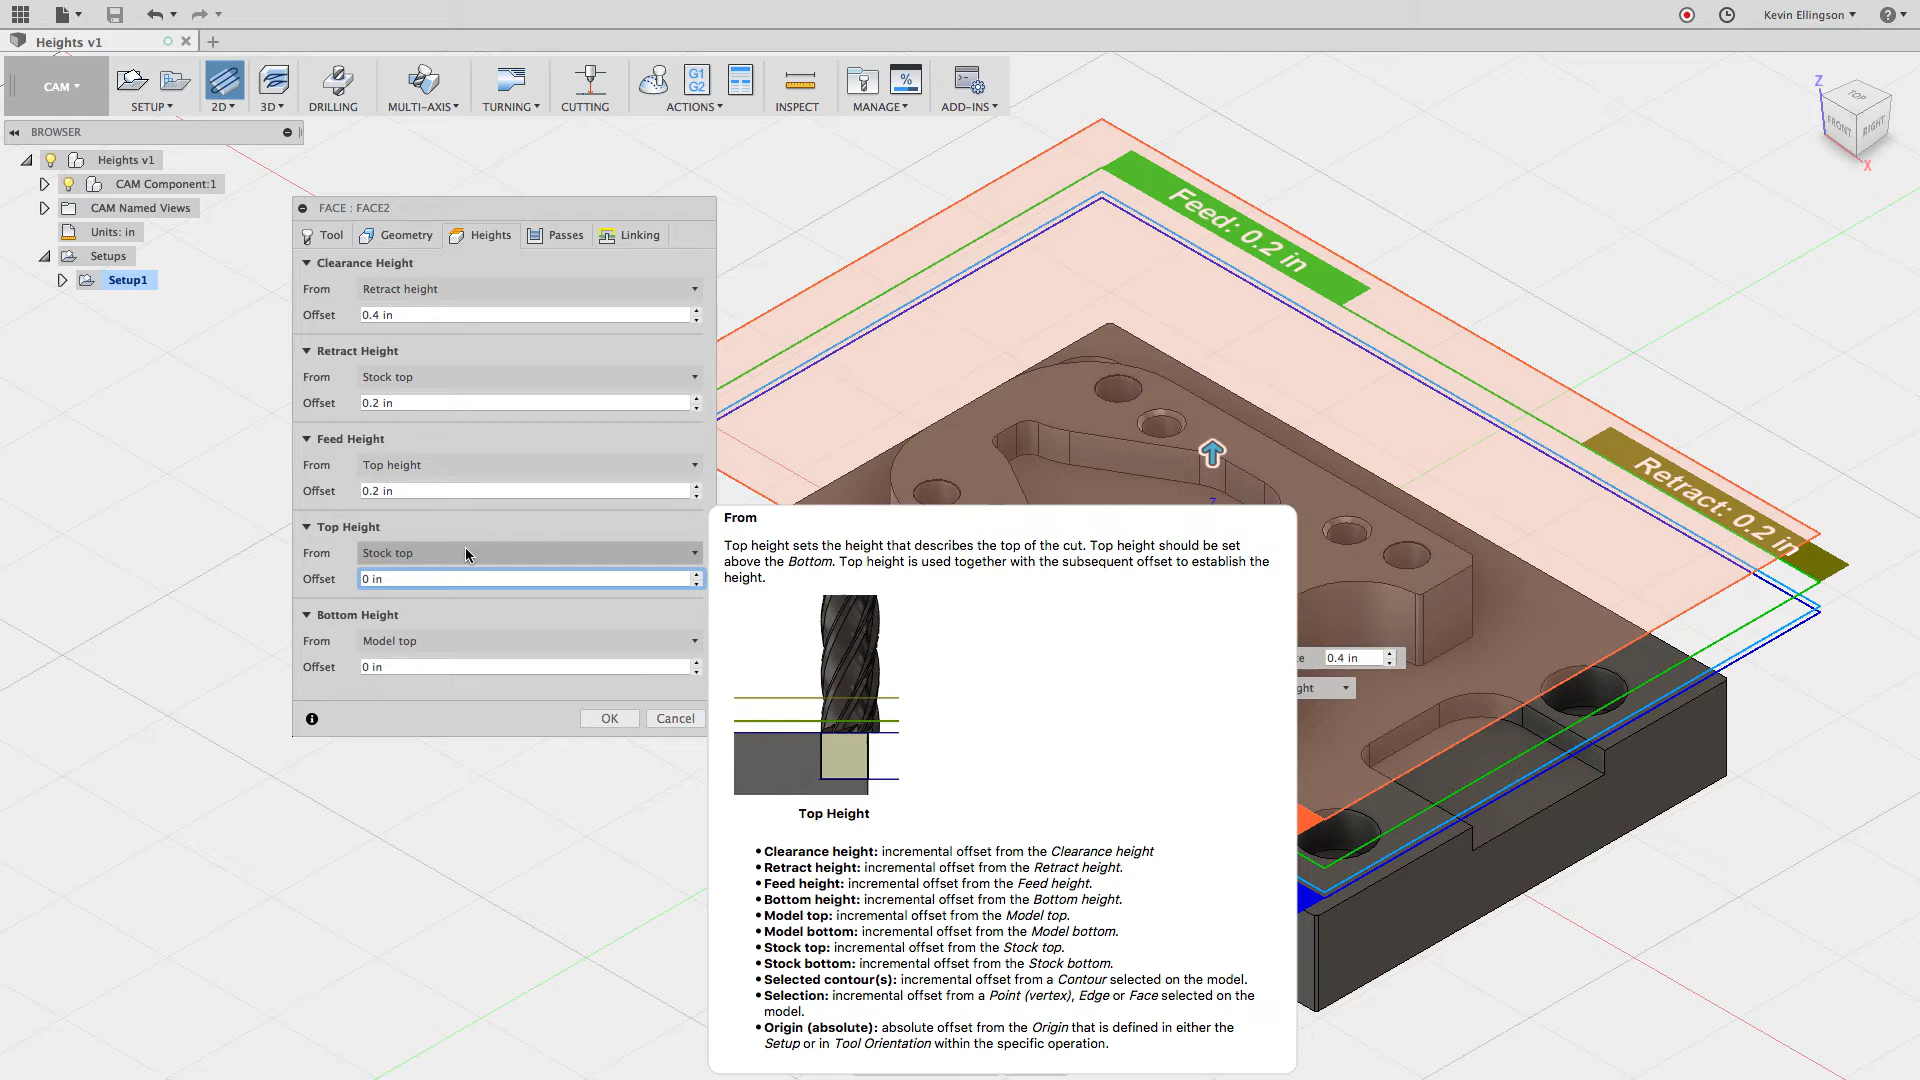 Kevin Ellingson
Heights v1
CAM
SETUP
2D
3D
DRILLING
MULTI-AXIS
TURNING
CUTTING
G1
G2
ACTIONS
INSPECT
%
MANAGE
ADD-INS
BROWSER
Heights v1
CAM Component:1
CAM Named Views
Units: in
Setups
Setup1
Z
TOP
FRONT
RIGHT
X
FACE : FACE2
Tool
Geometry
Heights
Passes
Linking
Clearance Height
From Retract height
Offset 0.4 in
Retract Height
From Stock top
Offset 0.2 in
Feed Height
From Top height
Offset 0.2 in
Top Height
From Stock top
Offset 0 in
Bottom Height
From Model top
Offset 0 in
OK
Cancel
Feed: 0.2 in
Retract: 0.2 in
z
From
Top height sets the height that describes the top of the cut. Top height should be set
above the Bottom. Top height is used together with the subsequent offset to establish the
height.
Top Height
•Clearance height: incremental offset from the Clearance height
•Retract height: incremental offset from the Retract height.
•Feed height: incremental offset from the Feed height.
•Bottom height: incremental offset from the Bottom height.
•Model top: incremental offset from the Model top.
•Model bottom: incremental offset from the Model bottom.
•Stock top: incremental offset from the Stock top.
•Stock bottom: incremental offset from the Stock bottom.
•Selected contour(s): incremental offset from a Contour selected on the model.
•Selection: incremental offset from a Point (vertex), Edge or Face selected on the
model.
•Origin (absolute): absolute offset from the Origin that is defined in either the
Setup or in Tool Orientation within the specific operation.
ce 0.4 in
ght